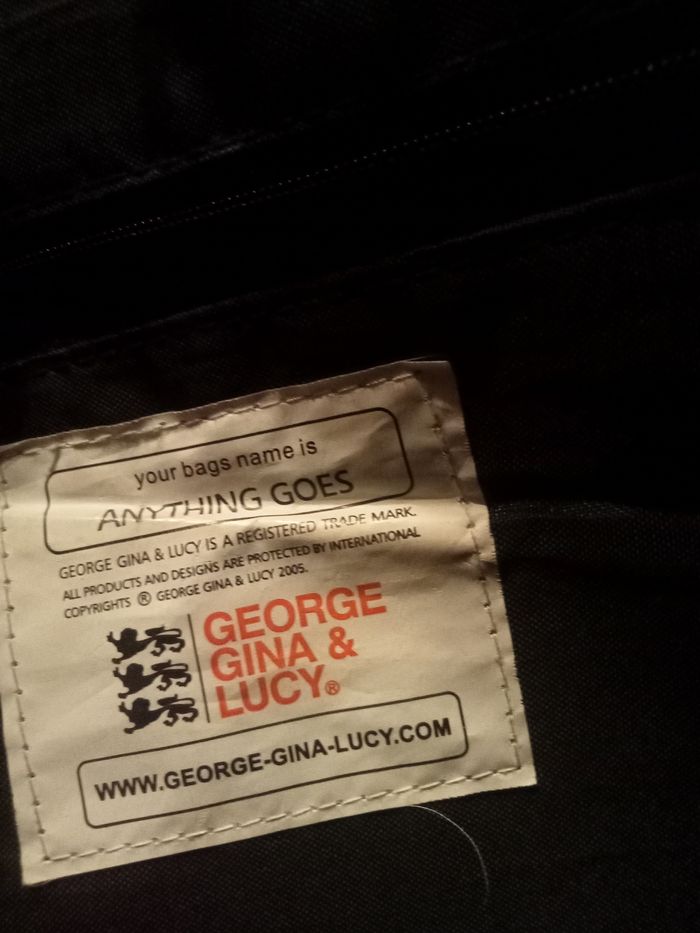 your bags name is
ANYTHING GOES
GEORGE GINA & LUCY IS A REGISTERED TRADE MARK.
ALL PRODUCTS AND DESIGNS ARE PROTECTED BY INTERNATIONAL
COPYRIGHTS ® GEORGE GINA & LUCY 2005.
GEORGE
GINA &
LUCY®
WWW.GEORGE-GINA-LUCY.COM